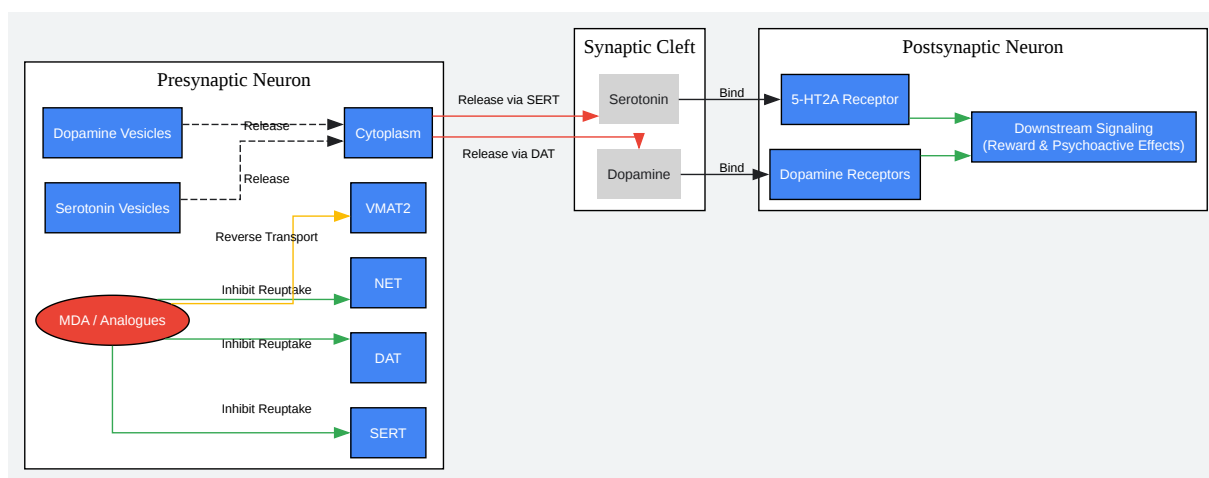 Presynaptic Neuron
Dopamine Vesicles
Release
Cytoplasm
Serotonin Vesicles
Release
VMAT2
Reverse Transport
NET
Inhibit Reuptake
MDA / Analogues
DAT
Inhibit Reuptake
Inhibit Reuptake
SERT
Release via SERT
Release via DAT
Synaptic Cleft
Serotonin
Dopamine
Bind
Bind
Postsynaptic Neuron
5-HT2A Receptor
Dopamine Receptors
Downstream Signaling
(Reward & Psychoactive Effects)